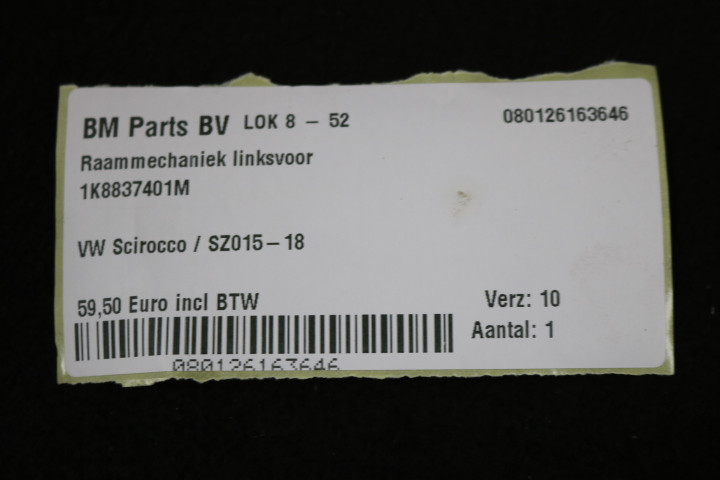 BM Parts BV LOK 8 - 52
080126163646
Raammechaniek linksvoor
1K8837401M
VW Scirocco / SZ015-18
59,50 Euro incl BTW
Verz: 10
Aantal: 1
080126163646